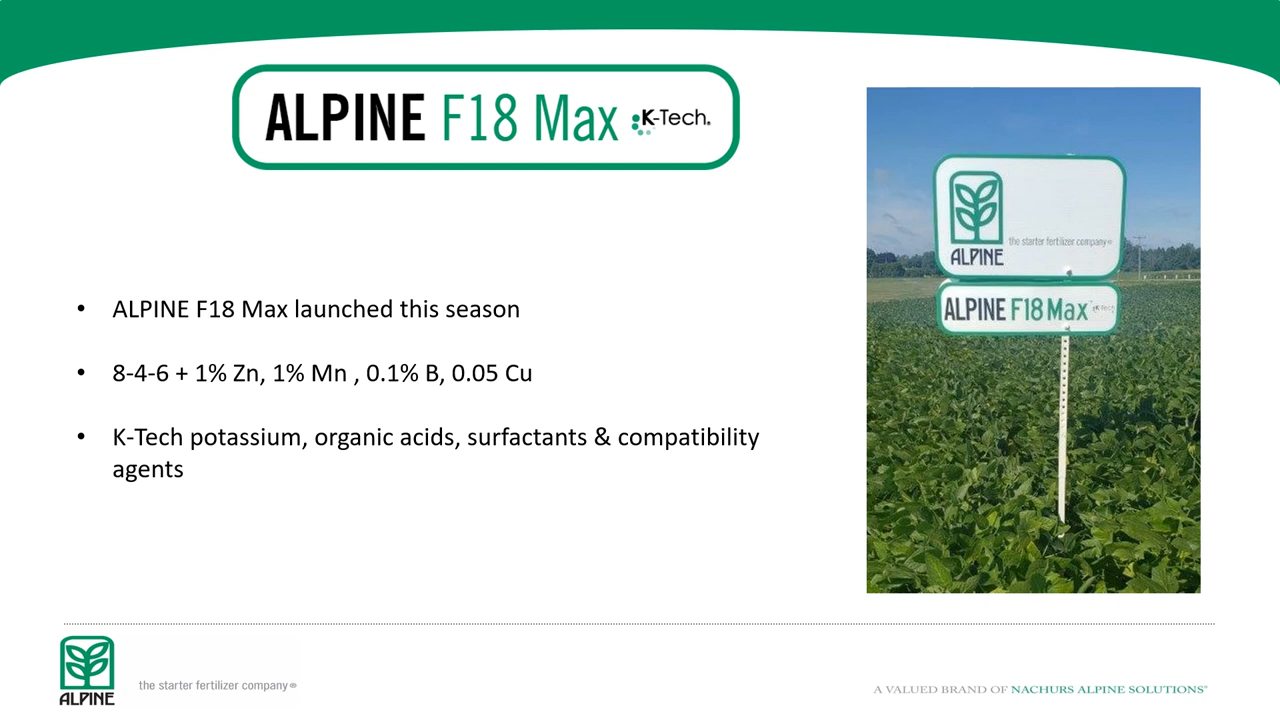 ALPINE F18 Max K-Tech®
ALPINE
the starter fertilizer company®
ALPINE F18 Max K-Tech
• ALPINE F18 Max launched this season
• 8-4-6 + 1% Zn, 1% Mn , 0.1% B, 0.05 Cu
• K-Tech potassium, organic acids, surfactants & compatibility
agents
ALPINE
the starter fertilizer company®
A VALUED BRAND OF NACHURS ALPINE SOLUTIONS®